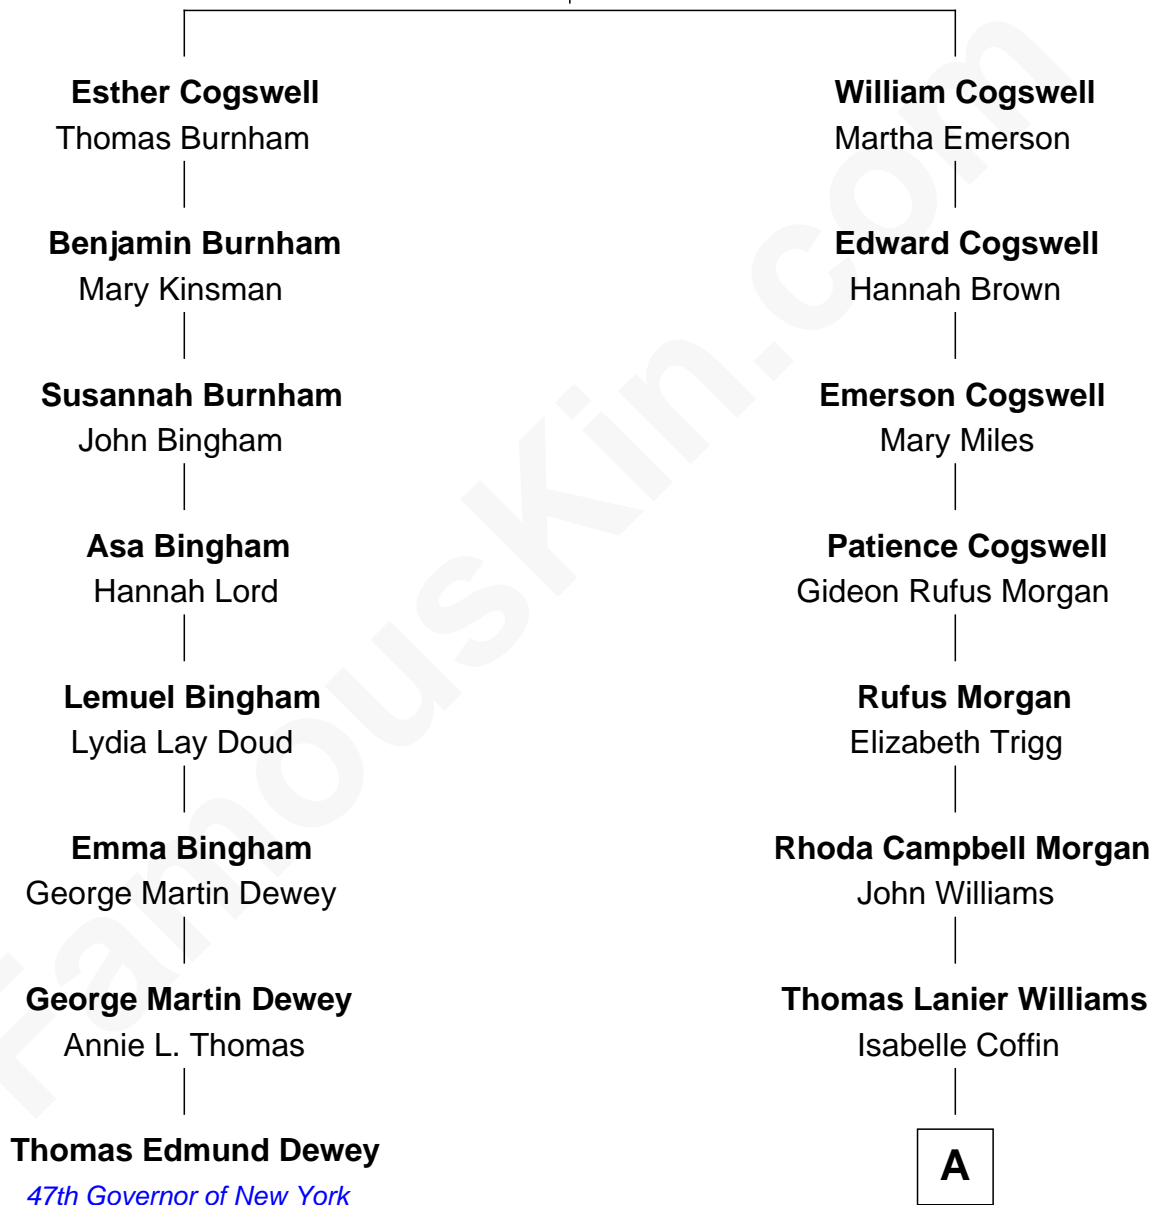 Esther Cogswell
Thomas Burnham
Benjamin Burnham
Mary Kinsman
Susannah Burnham
John Bingham
Asa Bingham
Hannah Lord
Lemuel Bingham
Lydia Lay Doud
Emma Bingham
George Martin Dewey
George Martin Dewey
Annie L. Thomas
Thomas Edmund Dewey
47th Governor of New York
William Cogswell
Martha Emerson
Edward Cogswell
Hannah Brown
Emerson Cogswell
Mary Miles
Patience Cogswell
Gideon Rufus Morgan
Rufus Morgan
Elizabeth Trigg
Rhoda Campbell Morgan
John Williams
Thomas Lanier Williams
Isabelle Coffin
A
FamousKin.com